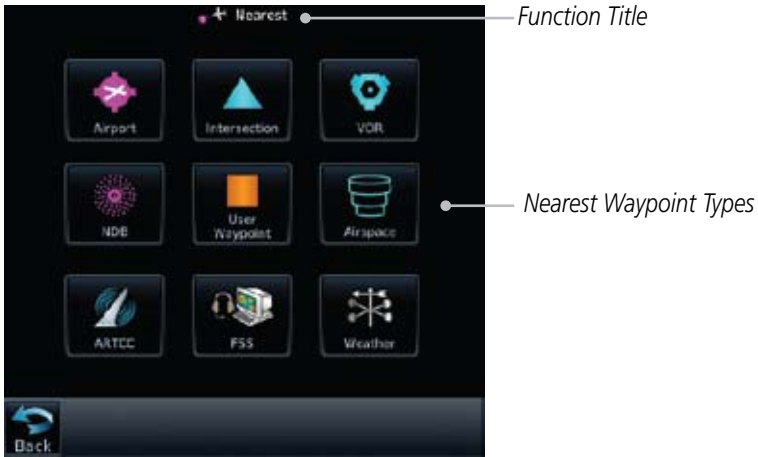 Nearest
Function Title
Airport
Intersection
VOR
NDB
User
Waypoint
Airspace
Nearest Waypoint Types
ARTCC
FSS
Weather
Back